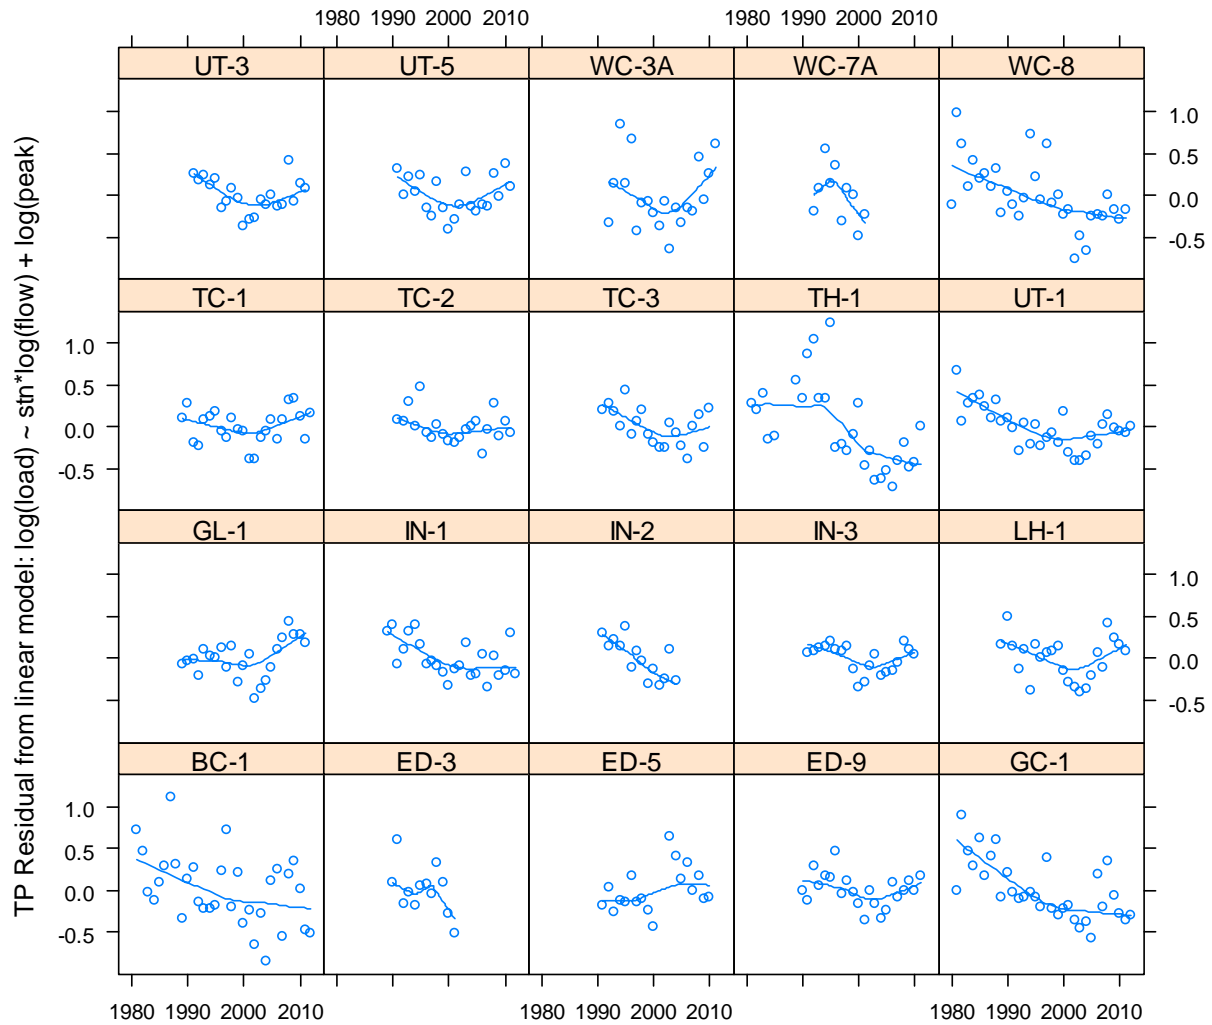 1980 1990 2000 2010 1980 1990 2000 2010
UT-3 UT-5 WC-3A WC-7A WC-8
1.0
0.5
0.0
-0.5
TC-1 TC-2 TC-3 TH-1 UT-1
1.0
0.5
0.0
-0.5
GL-1 IN-1 IN-2 IN-3 LH-1
1.0
0.5
0.0
-0.5
BC-1 ED-3 ED-5 ED-9 GC-1
1.0
0.5
0.0
-0.5
1980 1990 2000 2010 1980 1990 2000 2010 1980 1990 2000 2010
TP Residual from linear model: log(load) ~ stn*log(flow) + log(peak)